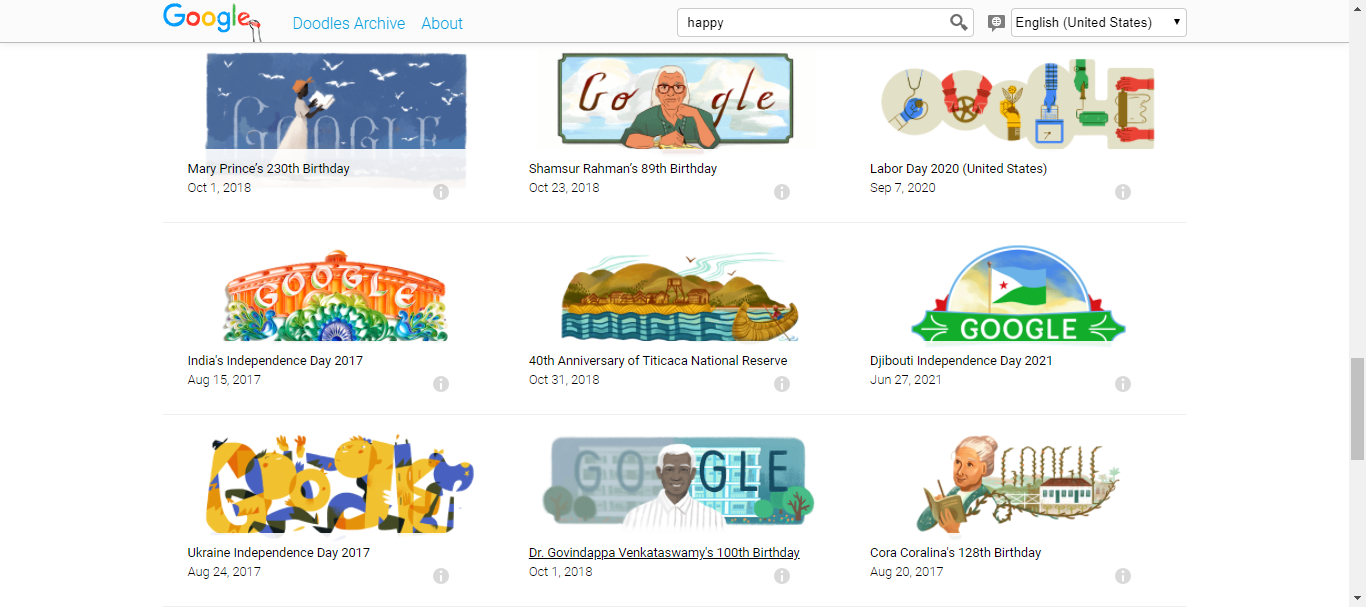 Google
Doodles Archive
About
happy
English (United States)
GOOGLE
Google
Mary Prince's 230th Birthday
Oct 1, 2018
Shamsur Rahman's 89th Birthday
Oct 23, 2018
Labor Day 2020 (United States)
Sep 7, 2020
GOOGLE
GOOGLE
India's Independence Day 2017
Aug 15, 2017
40th Anniversary of Titicaca National Reserve
Oct 31, 2018
Djibouti Independence Day 2021
Jun 27, 2021
Google
GOOGLE
Ukraine Independence Day 2017
Aug 24, 2017
Dr. Govindappa Venkataswamy's 100th Birthday
Oct 1, 2018
Cora Coralina's 128th Birthday
Aug 20, 2017